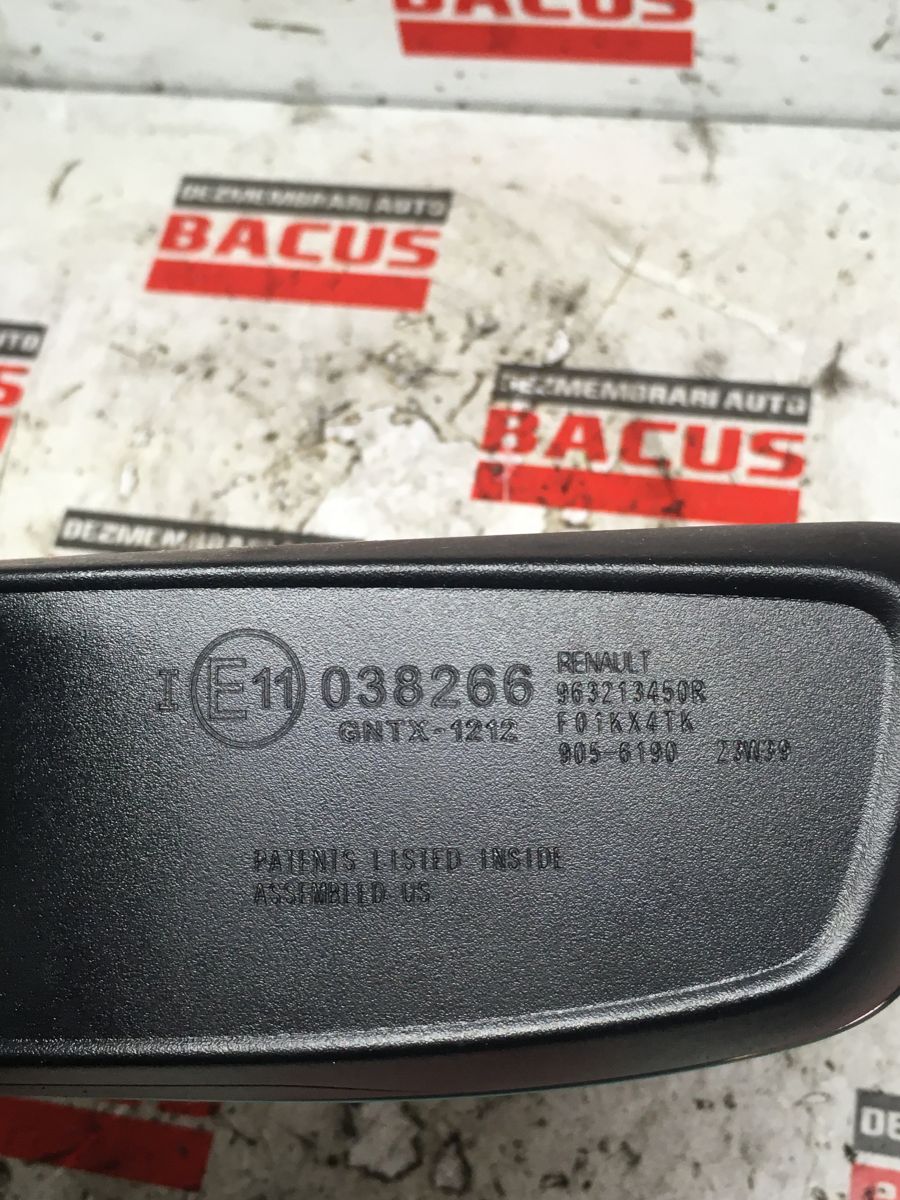 BACUS
DEZMEMBRARI AUTO
BACUS
DEZMEMBRARI AUTO
BACUS
DEZMEMBRARI
I E11 038266
GNTX-1212
RENAULT
963213450R
F01KX4TK
905-6190 23W39
PATENTS LISTED INSIDE
ASSEMBLED US
DE